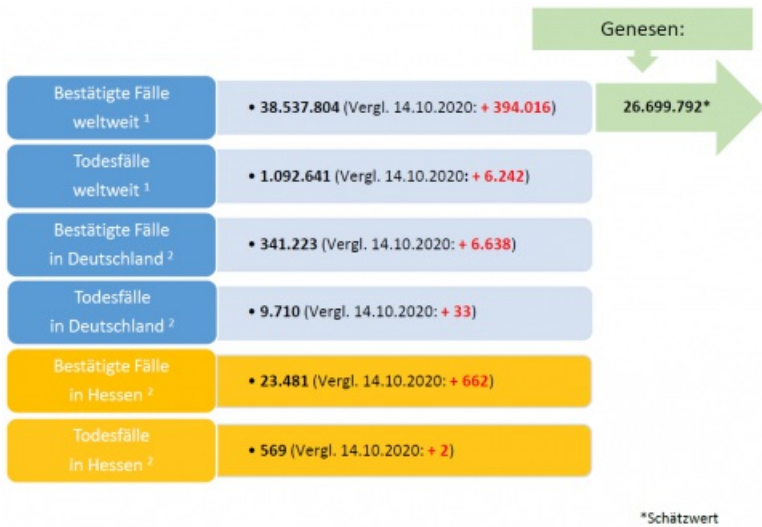 Genesen:
Bestätigte Fälle
weltweit ¹
• 38.537.804 (Vergl. 14.10.2020: + 394.016)
26.699.792*
Todesfälle
weltweit ¹
• 1.092.641 (Vergl. 14.10.2020: + 6.242)
Bestätigte Fälle
in Deutschland ²
• 341.223 (Vergl. 14.10.2020: + 6.638)
Todesfälle
in Deutschland ²
• 9.710 (Vergl. 14.10.2020: + 33)
Bestätigte Fälle
in Hessen ²
• 23.481 (Vergl. 14.10.2020: + 662)
Todesfälle
in Hessen ²
• 569 (Vergl. 14.10.2020: + 2)
*Schätzwert